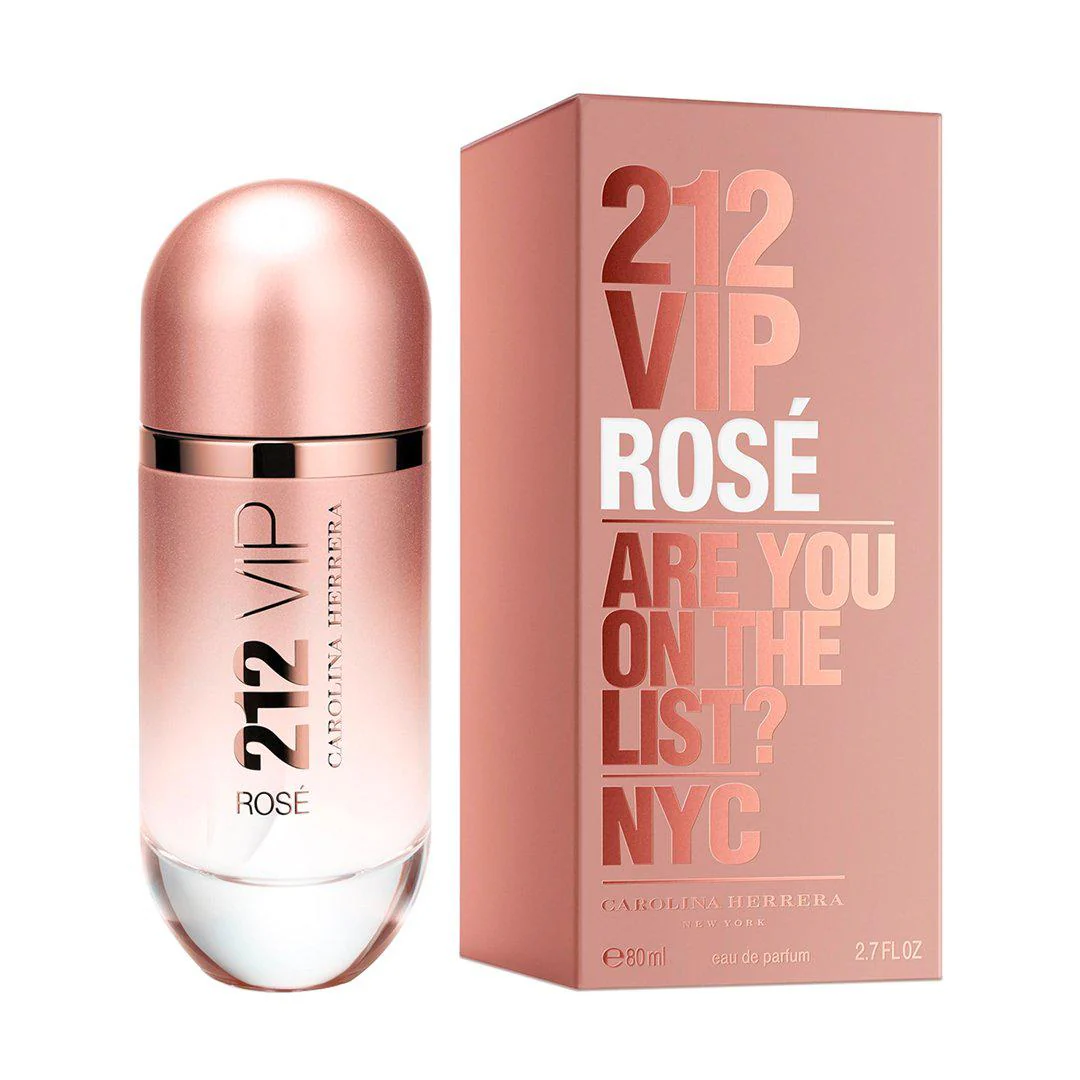 212 VIP
CAROLINA HERRERA
ROSÉ
212
VIP
ROSÉ
ARE YOU
ON THE
LIST?
NYC
CAROLINA HERRERA
NEW YORK
℮80ml
eau de parfum
2.7 FL OZ